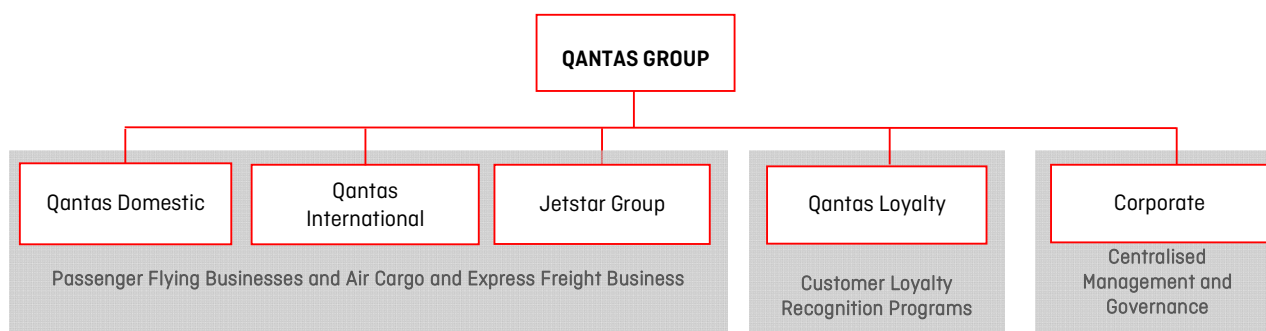 QANTAS GROUP
Qantas Domestic
Qantas
International
Jetstar Group
Qantas Loyalty
Corporate
Passenger Flying Businesses and Air Cargo and Express Freight Business
Customer Loyalty
Recognition Programs
Centralised
Management and
Governance